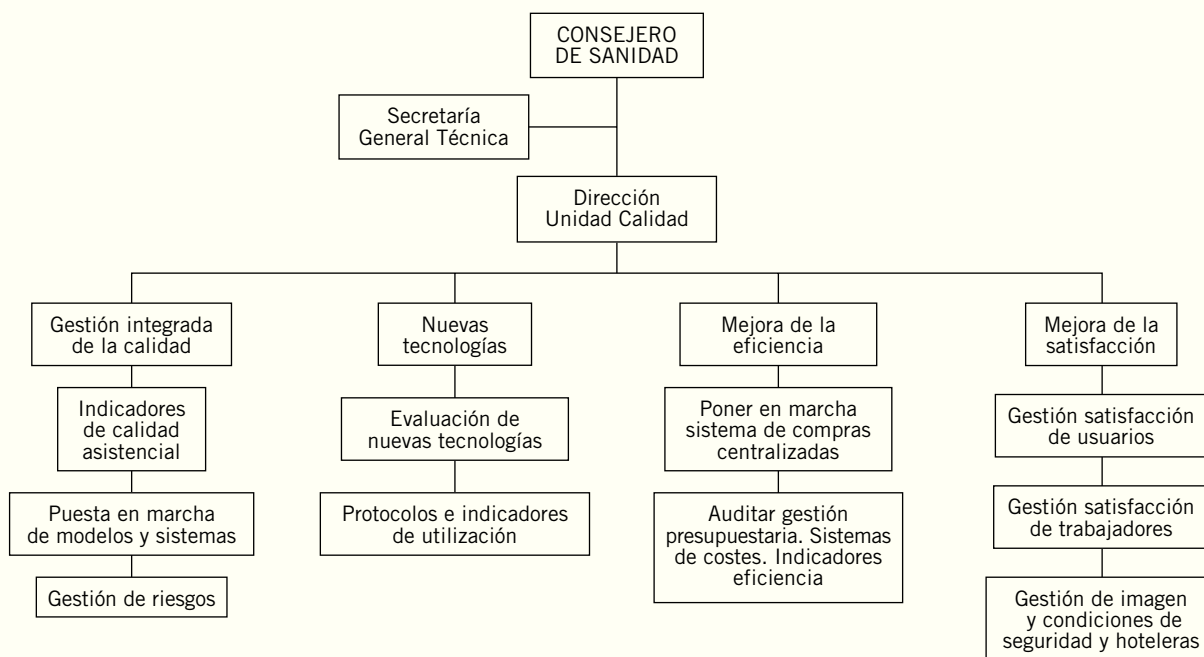 CONSEJERO
DE SANIDAD
Secretaría
General Técnica
Dirección
Unidad Calidad
Gestión integrada
de la calidad
Indicadores
de calidad
asistencial
Puesta en marcha
de modelos y sistemas
Gestión de riesgos
Nuevas
tecnologías
Evaluación de
nuevas tecnologías
Protocolos e indicadores
de utilización
Mejora de la
eficiencia
Poner en marcha
sistema de compras
centralizadas
Auditar gestión
presupuestaria. Sistemas
de costes. Indicadores
eficiencia
Mejora de la
satisfacción
Gestión satisfacción
de usuarios
Gestión satisfacción
de trabajadores
Gestión de imagen
y condiciones de
seguridad y hoteleras